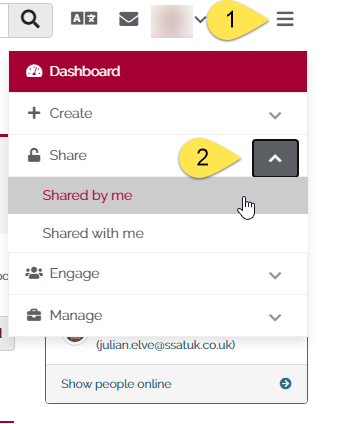 1
Dashboard
Create
Share
2
Shared by me
Shared with me
Engage
Manage
(julian.elve@ssatuk.co.uk)
Show people online